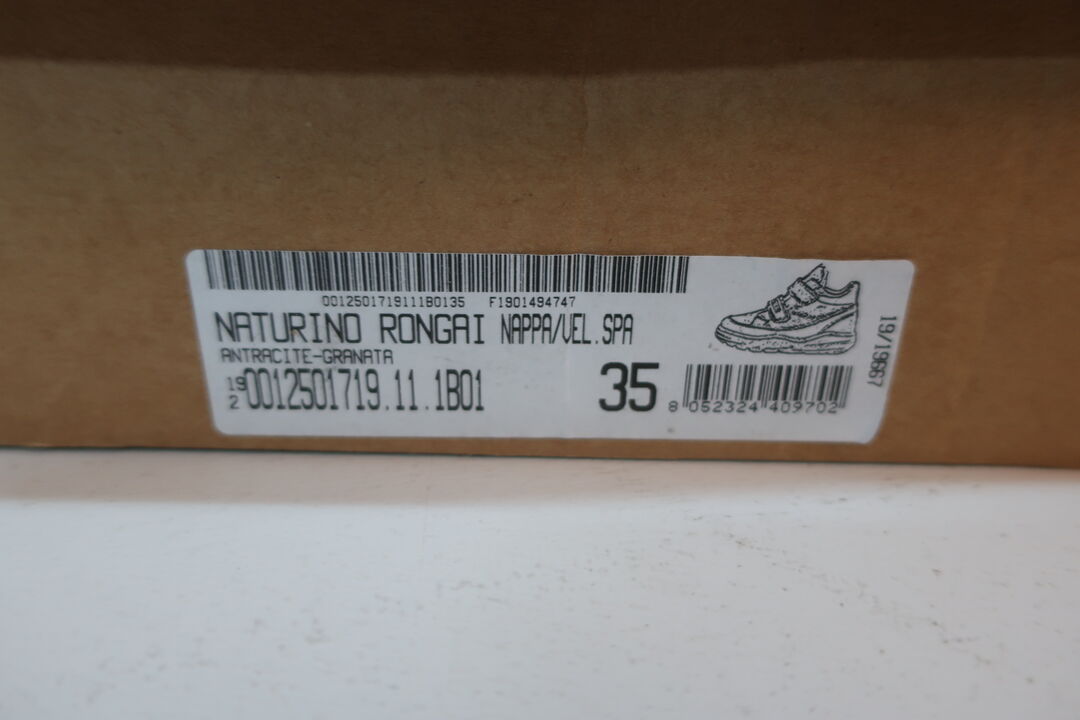 0012501719111B0135 F1901494747
NATURINO RONGAI NAPPA/VEL.SPA
ANTRACITE-GRANATA
19
2
0012501719.11.1B01
35
8 052324 409702
19/19667